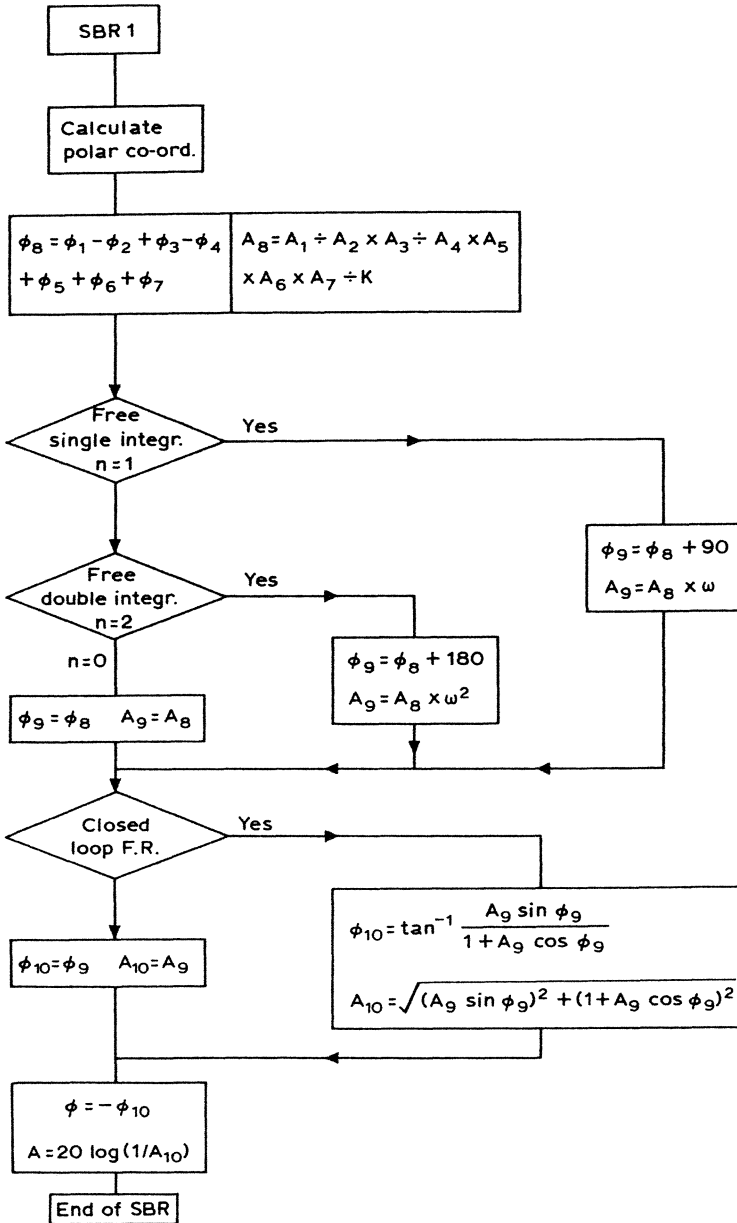 SBR 1
Calculate
polar co-ord.
ϕ₈ = ϕ₁ − ϕ₂ + ϕ₃ − ϕ₄
+ ϕ₅ + ϕ₆ + ϕ₇
A₈ = A₁ ÷ A₂ × A₃ ÷ A₄ × A₅
× A₆ × A₇ ÷ K
Free
single integr.
n = 1
Yes
ϕ₉ = ϕ₈ + 90
A₉ = A₈ × ω
Free
double integr.
n = 2
Yes
n = 0
ϕ₉ = ϕ₈ + 180
A₉ = A₈ × ω²
ϕ₉ = ϕ₈ A₉ = A₈
Closed
loop F.R.
Yes
ϕ₁₀ = tan⁻¹ A₉ sin ϕ₉
1 + A₉ cos ϕ₉
A₁₀ = √(A₉ sin ϕ₉)² + (1 + A₉ cos ϕ₉)²
ϕ₁₀ = ϕ₉ A₁₀ = A₉
ϕ = − ϕ₁₀
A = 20 log (1/A₁₀)
End of SBR